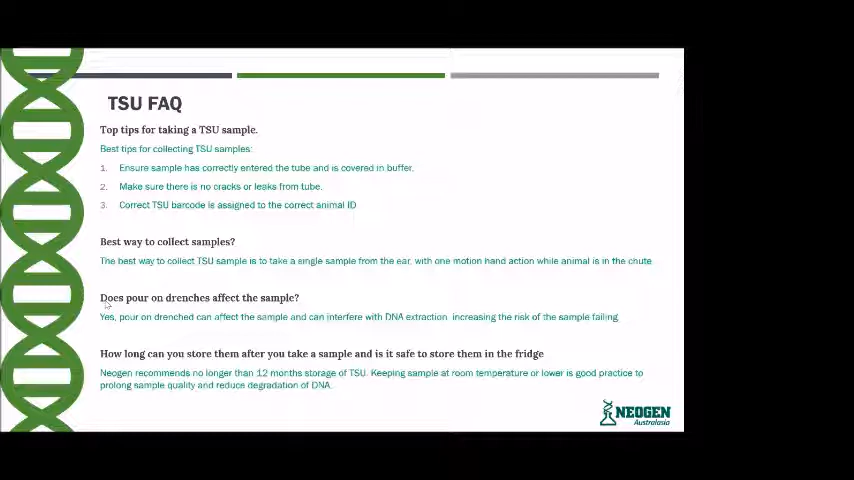 TSU FAQ
Top tips for taking a TSU sample.
Best tips for collecting TSU samples:
1. Ensure sample has correctly entered the tube and is covered in buffer.
2. Make sure there is no cracks or leaks from tube.
3. Correct TSU barcode is assigned to the correct animal ID
Best way to collect samples?
The best way to collect TSU sample is to take a single sample from the ear, with one motion hand action while animal is in the chute
Does pour on drenches affect the sample?
Yes, pour on drenched can affect the sample and can interfere with DNA extraction increasing the risk of the sample failing.
How long can you store them after you take a sample and is it safe to store them in the fridge
Neogen recommends no longer than 12 months storage of TSU. Keeping sample at room temperature or lower is good practice to
prolong sample quality and reduce degradation of DNA.
NEOGEN
Australasia